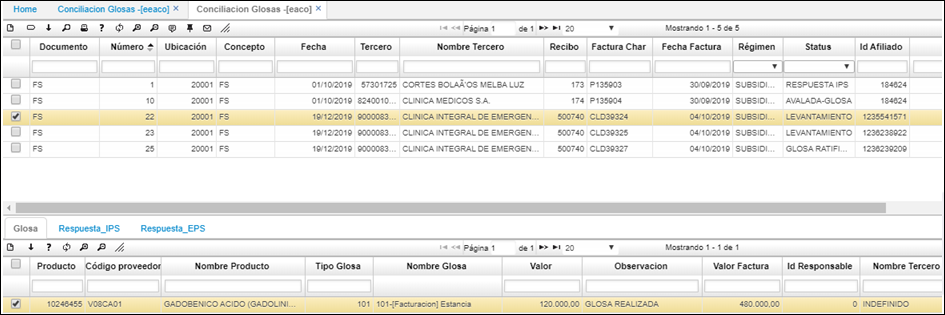 Home Conciliacion Glosas -[eeaco] × Conciliacion Glosas -[eaco] ×
Página 1 de 1 20 Mostrando 1 - 5 de 5
Documento Número Ubicación Concepto Fecha Tercero Nombre Tercero Recibo Factura Char Fecha Factura Régimen Status Id Afiliado
FS 1 20001 FS 01/10/2019 57301725 CORTES BOLAÃ'OS MELBA LUZ 173 P135903 30/09/2019 SUBSIDI... RESPUESTA IPS 184624
FS 10 20001 FS 01/10/2019 8240010... CLINICA MEDICOS S.A. 174 P135904 30/09/2019 SUBSIDI... AVALADA-GLOSA 184624
FS 22 20001 FS 19/12/2019 9000083... CLINICA INTEGRAL DE EMERGEN... 500740 CLD39324 04/10/2019 SUBSIDI... LEVANTAMIENTO 1235541571
FS 23 20001 FS 19/12/2019 9000083... CLINICA INTEGRAL DE EMERGEN... 500740 CLD39325 04/10/2019 SUBSIDI... LEVANTAMIENTO 1236238922
FS 25 20001 FS 19/12/2019 9000083... CLINICA INTEGRAL DE EMERGEN... 500740 CLD39327 04/10/2019 SUBSIDI... GLOSA RATIFI... 1236239209
Glosa Respuesta_IPS Respuesta_EPS
Página 1 de 1 20 Mostrando 1 - 1 de 1
Producto Código proveedor Nombre Producto Tipo Glosa Nombre Glosa Valor Observacion Valor Factura Id Responsable Nombre Tercero
10246455 V08CA01 GADOBENICO ACIDO (GADOLINI... 101 101-[Facturacion] Estancia 120.000,00 GLOSA REALIZADA 480.000,00 0 INDEFINIDO